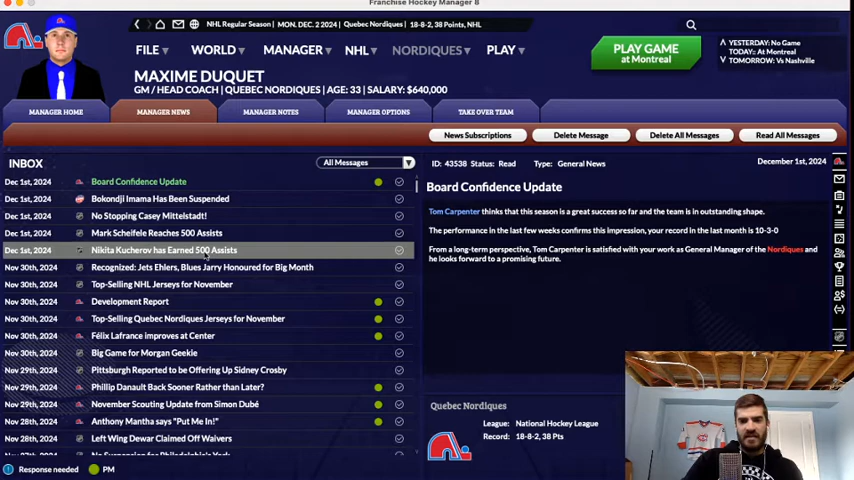 Franchise Hockey Manager 8
NHL Regular Season | MON. DEC. 2 2024 | Quebec Nordiques | 18-8-2, 38 Points, NHL
FILE WORLD MANAGER NHL NORDIQUES PLAY
PLAY GAME
at Montreal
YESTERDAY: No Game
TODAY:: At Montreal
TOMORROW: Vs Nashville
MAXIME DUQUET
GM / HEAD COACH | QUEBEC NORDIQUES | AGE: 33 | SALARY: $640,000
MANAGER HOME MANAGER NEWS MANAGER NOTES MANAGER OPTIONS TAKE OVER TEAM
News Subscriptions Delete Message Delete All Messages Read All Messages
INBOX All Messages
Dec 1st, 2024 Board Confidence Update
Dec 1st, 2024 Bokondji Imama Has Been Suspended
Dec 1st, 2024 No Stopping Casey Mittelstadt!
Dec 1st, 2024 Mark Scheifele Reaches 500 Assists
Dec 1st, 2024 Nikita Kucherov has Earned 500 Assists
Nov 30th, 2024 Recognized: Jets Ehlers, Blues Jarry Honoured for Big Month
Nov 30th, 2024 Top-Selling NHL Jerseys for November
Nov 30th, 2024 Development Report
Nov 30th, 2024 Top-Selling Quebec Nordiques Jerseys for November
Nov 30th, 2024 Félix Lafrance improves at Center
Nov 30th, 2024 Big Game for Morgan Geekie
Nov 29th, 2024 Pittsburgh Reported to be Offering Up Sidney Crosby
Nov 29th, 2024 Phillip Danault Back Sooner Rather than Later?
Nov 29th, 2024 November Scouting Update from Simon Dubé
Nov 28th, 2024 Anthony Mantha says "Put Me In!"
Nov 28th, 2024 Left Wing Dewar Claimed Off Waivers
Response needed PM
ID: 43538 Status: Read Type: General News December 1st, 2024
Board Confidence Update
Tom Carpenter thinks that this season is a great success so far and the team is in outstanding shape.
The performance in the last few weeks confirms this impression, your record in the last month is 10-3-0
From a long-term perspective, Tom Carpenter is satisfied with your work as General Manager of the Nordiques and
he looks forward to a promising future.
Quebec Nordiques
League: National Hockey League
Record: 18-8-2, 38 Pts